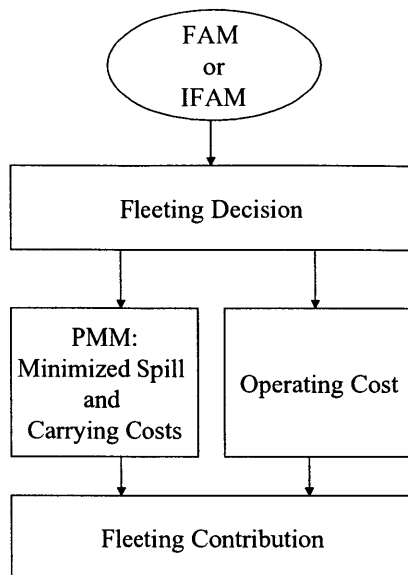 FAM
or
IFAM
Fleeting Decision
PMM:
Minimized Spill
and
Carrying Costs
Operating Cost
Fleeting Contribution